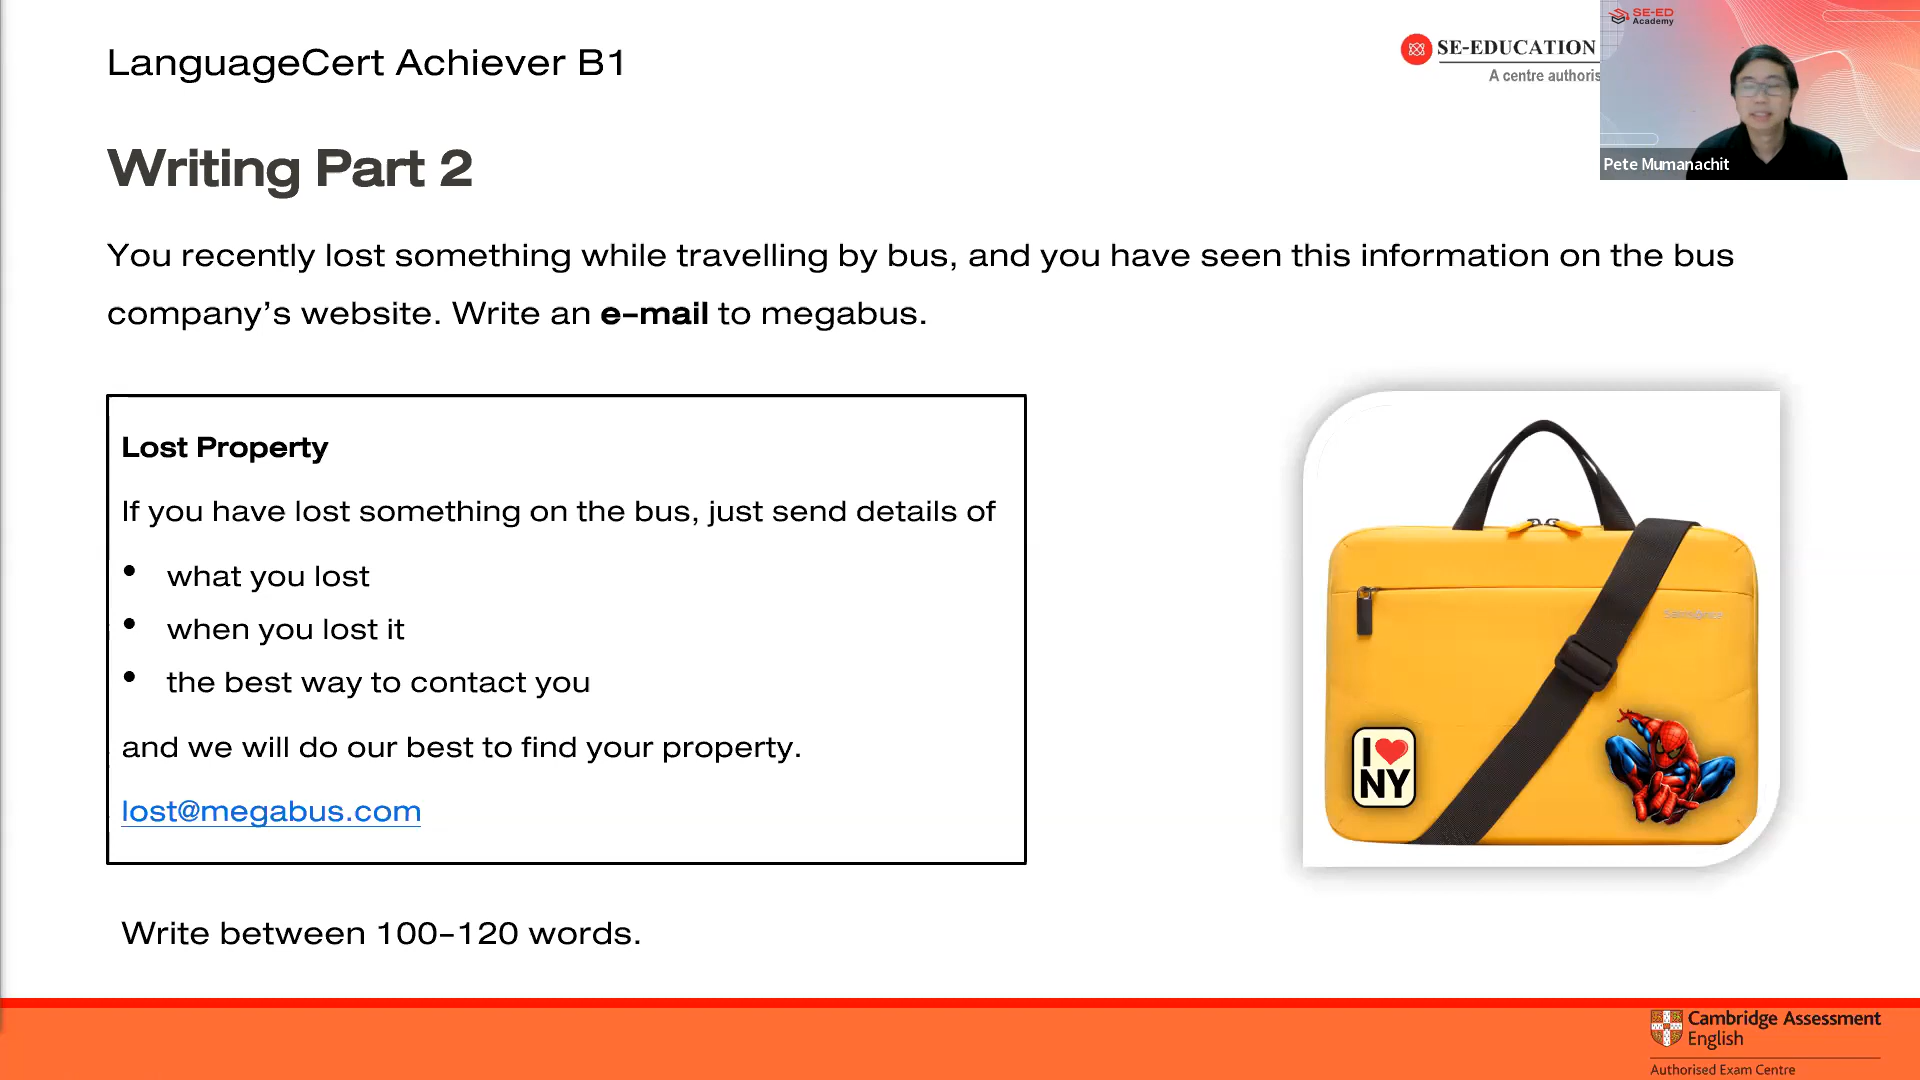 LanguageCert Achiever B1
SE-EDUCATION
A centre authoris
SE-ED
Academy
Pete Mumanachit
Writing Part 2
You recently lost something while travelling by bus, and you have seen this information on the bus
company's website. Write an e-mail to megabus.
Lost Property
If you have lost something on the bus, just send details of
• what you lost
• when you lost it
• the best way to contact you
and we will do our best to find your property.
lost@megabus.com
Samsonite
I ❤ NY
Write between 100-120 words.
Cambridge Assessment
English
Authorised Exam Centre